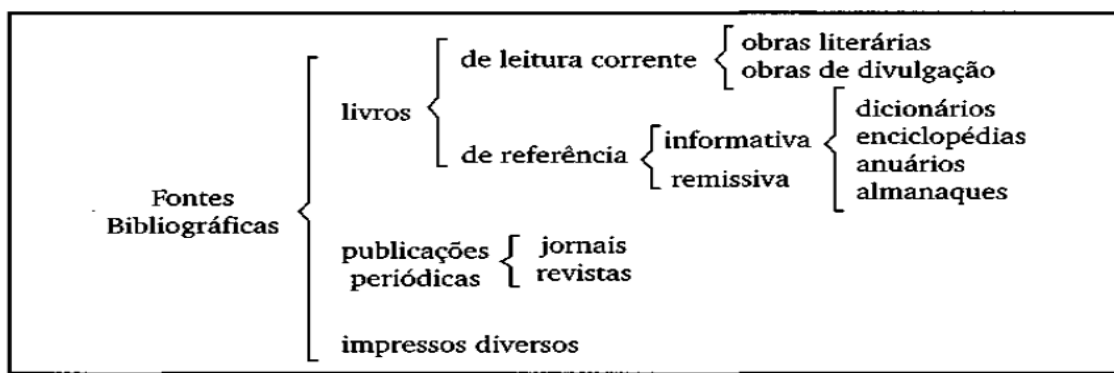 Fontes
Bibliográficas
livros
de leitura corrente
obras literárias
obras de divulgação
de referência
informativa
dicionários
enciclopédias
anuários
almanaques
remissiva
publicações
periódicas
jornais
revistas
impressos diversos